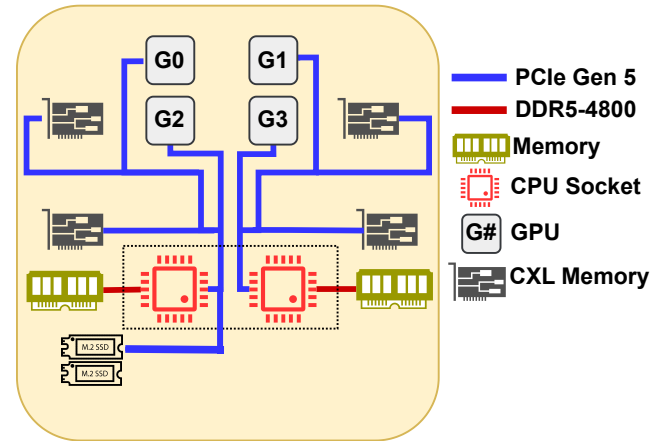 G0
G1
G2
G3
M.2 SSD
M.2 SSD
PCIe Gen 5
DDR5-4800
Memory
CPU Socket
G# GPU
CXL Memory